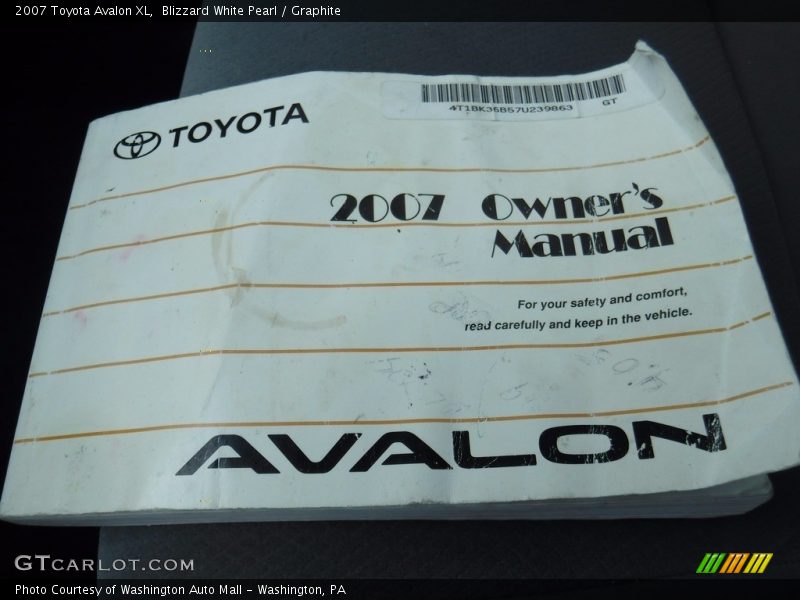 2007 Toyota Avalon XL,  Blizzard White Pearl / Graphite
4T1BK36B57U239863 GT
TOYOTA
2007 Owner's
Manual
For your safety and comfort,
read carefully and keep in the vehicle.
AVALON
GTCARLOT.COM
Photo Courtesy of Washington Auto Mall - Washington, PA